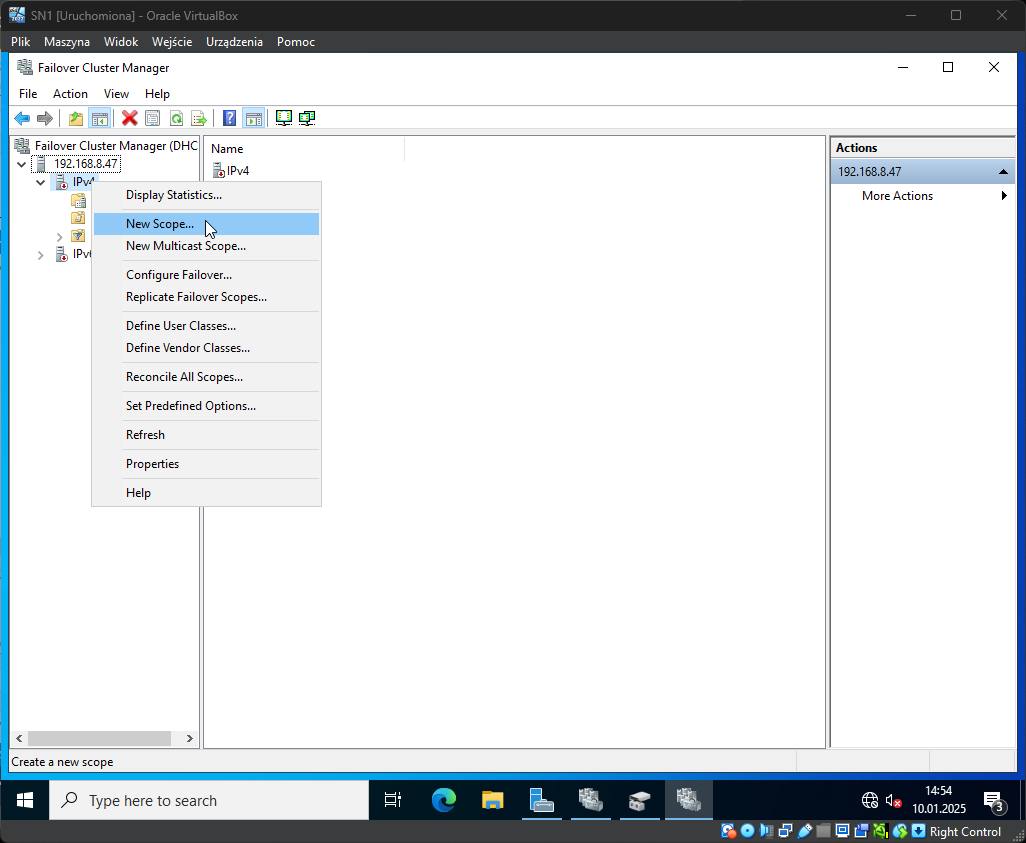 SN1 [Uruchomiona] - Oracle VirtualBox
Plik Maszyna Widok Wejście Urządzenia Pomoc
Failover Cluster Manager
File Action View Help
Failover Cluster Manager (DHC
192.168.8.47
IPv4
Name
IPv4
Display Statistics...
New Scope...
New Multicast Scope...
Configure Failover...
Replicate Failover Scopes...
Define User Classes...
Define Vendor Classes...
Reconcile All Scopes...
Set Predefined Options...
Refresh
Properties
Help
Actions
192.168.8.47
More Actions
Create a new scope
Type here to search
14:54
10.01.2025
3
Right Control